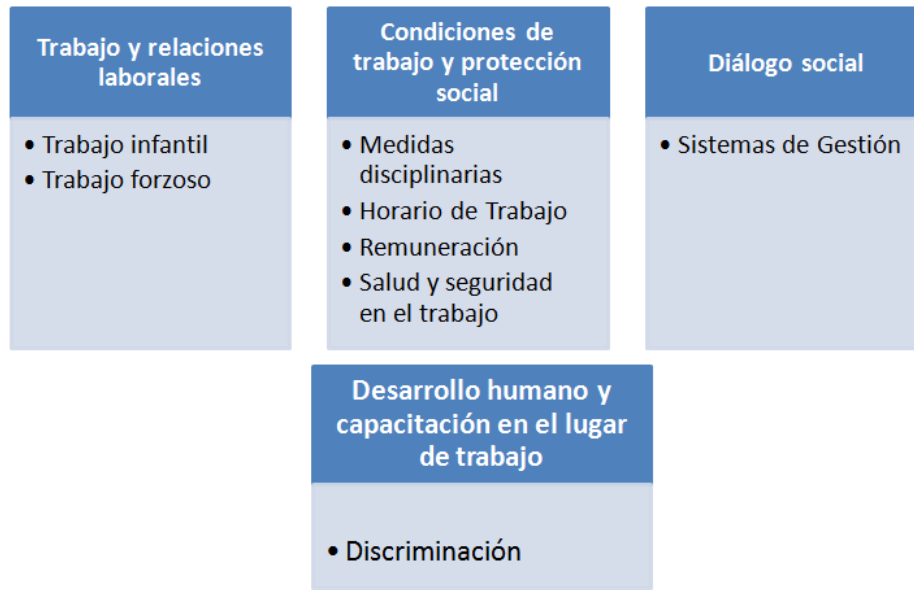 Trabajo y relaciones
laborales
• Trabajo infantil
• Trabajo forzoso
Condiciones de
trabajo y protección
social
• Medidas
disciplinarias
• Horario de Trabajo
• Remuneración
• Salud y seguridad
en el trabajo
Diálogo social
• Sistemas de Gestión
Desarrollo humano y
capacitación en el lugar
de trabajo
• Discriminación